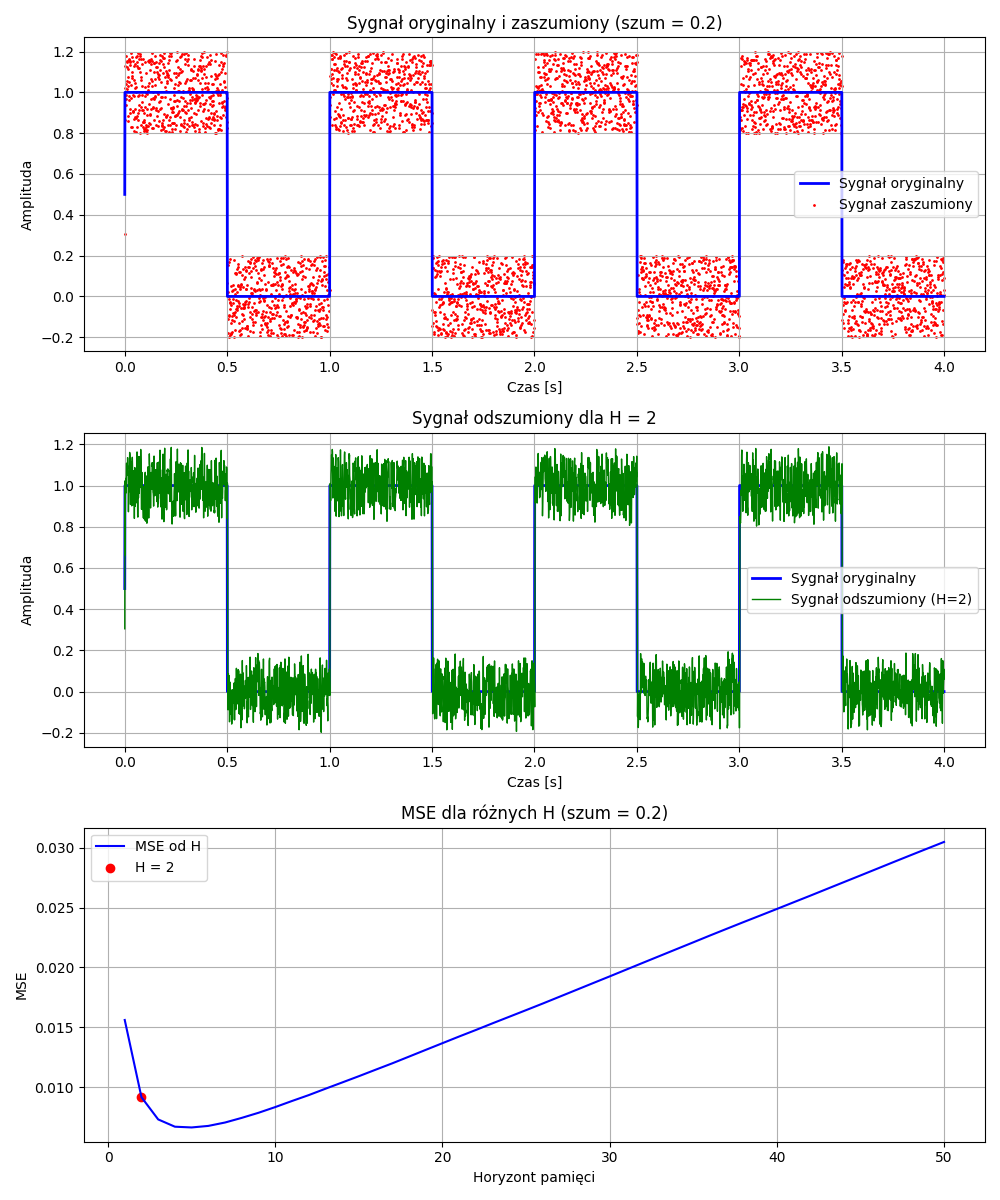 Sygnał oryginalny i zaszumiony (szum = 0.2)
1.2
1.0
0.8
0.6
0.4
0.2
0.0
−0.2
Amplituda
Sygnał oryginalny
Sygnał zaszumiony
0.0 0.5 1.0 1.5 2.0 2.5 3.0 3.5 4.0
Czas [s]
Sygnał odszumiony dla H = 2
1.2
1.0
0.8
0.6
0.4
0.2
0.0
−0.2
Amplituda
Sygnał oryginalny
Sygnał odszumiony (H=2)
0.0 0.5 1.0 1.5 2.0 2.5 3.0 3.5 4.0
Czas [s]
MSE dla różnych H (szum = 0.2)
MSE od H
H = 2
0.030
0.025
0.020
0.015
0.010
MSE
0 10 20 30 40 50
Horyzont pamięci